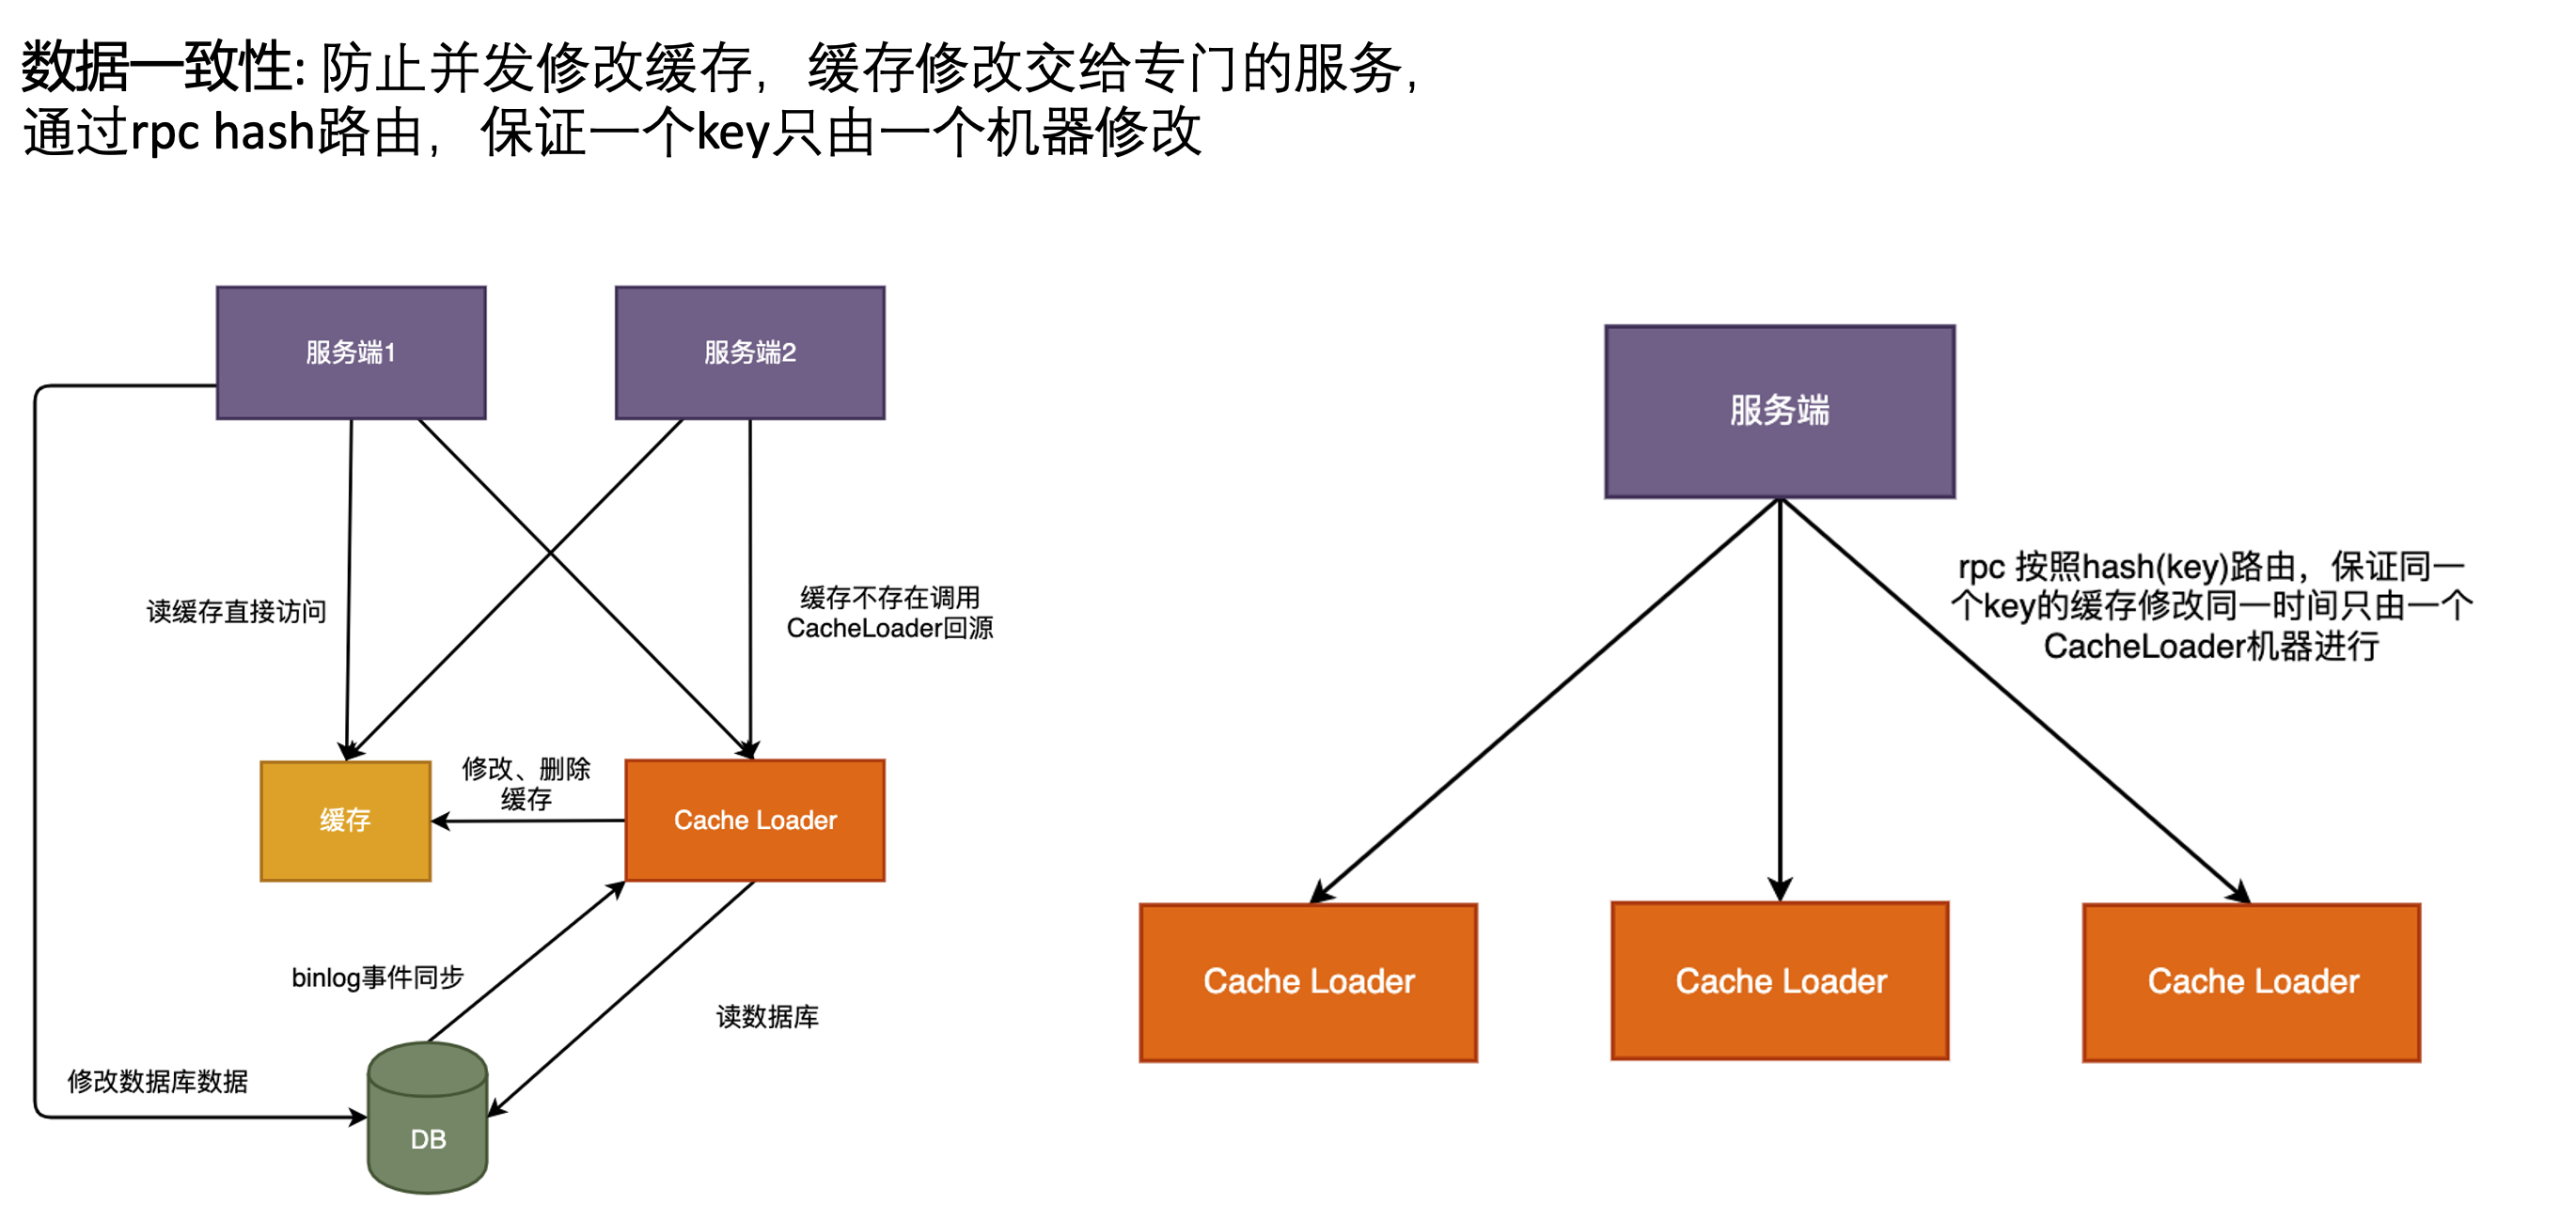 数据一致性: 防止并发修改缓存，缓存修改交给专门的服务，
通过rpc hash路由，保证一个key只由一个机器修改
服务端1
服务端2
服务端
读缓存直接访问
缓存不存在调用
CacheLoader回源
rpc 按照hash(key)路由，保证同一
个key的缓存修改同一时间只由一个
CacheLoader机器进行
修改、删除
缓存
缓存
Cache Loader
binlog事件同步
读数据库
Cache Loader
Cache Loader
Cache Loader
修改数据库数据
DB